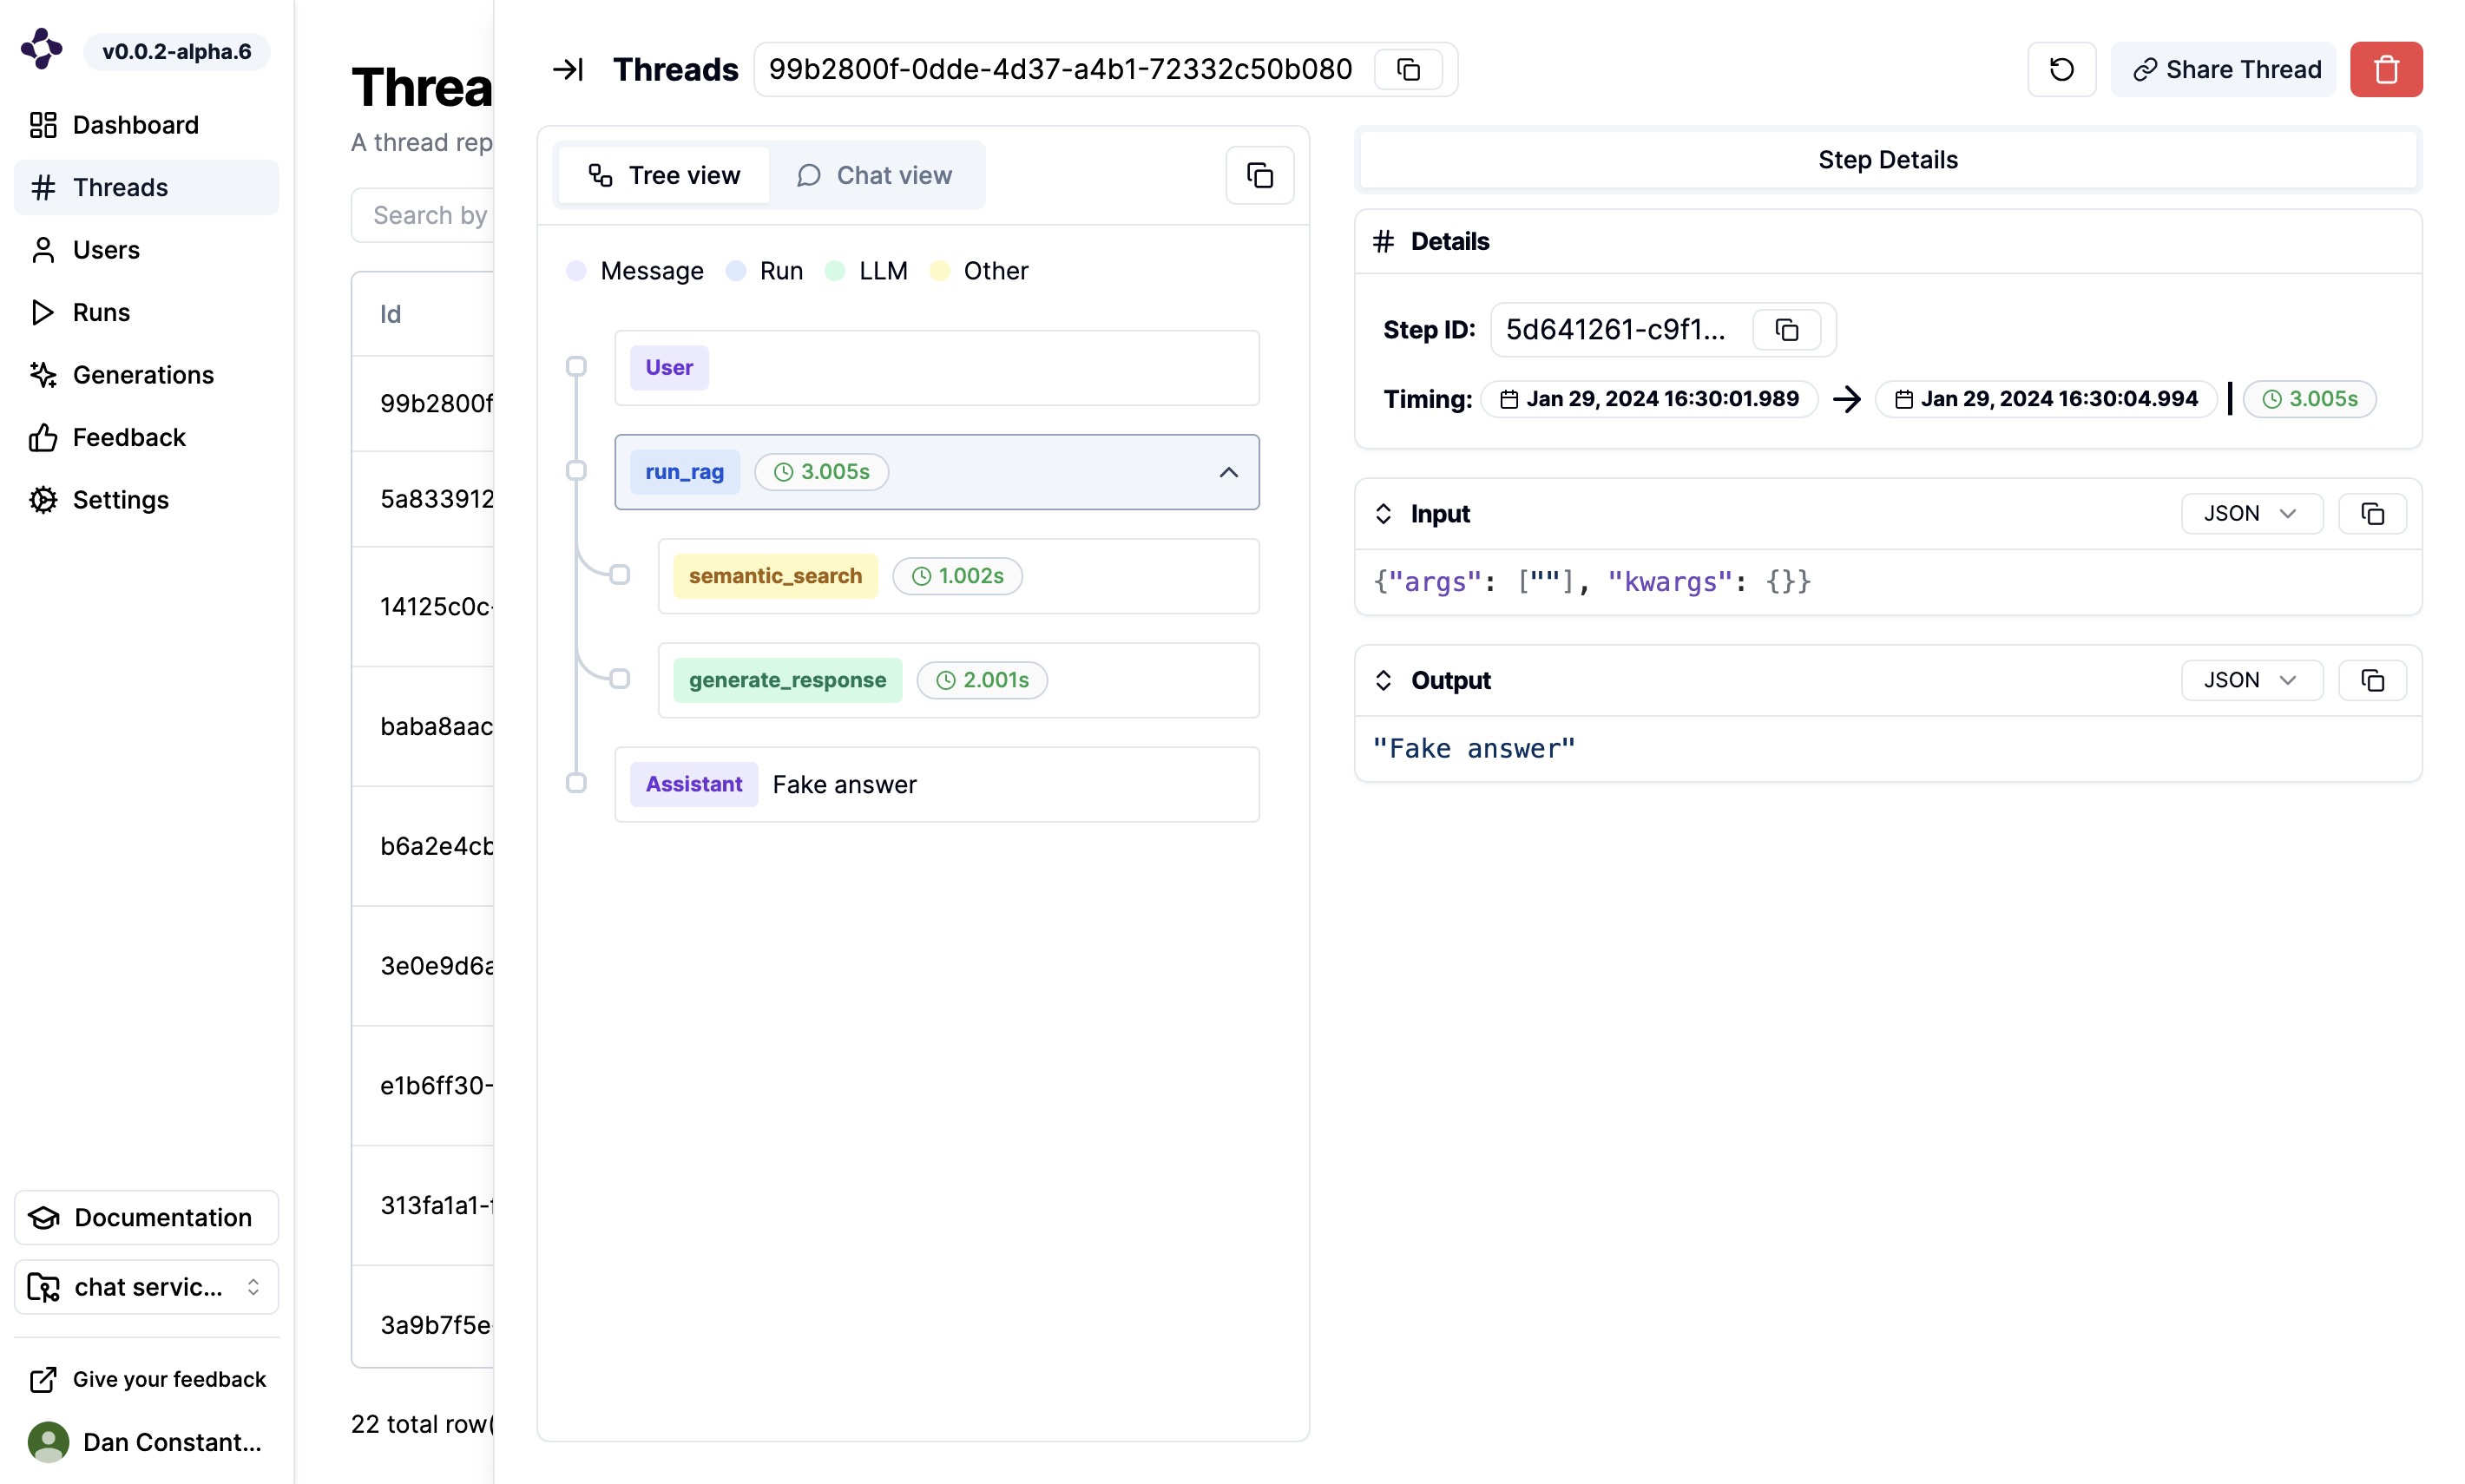 v0.0.2-alpha.6
Dashboard
Threads
Users
Runs
Generations
Feedback
Settings
Documentation
chat servic...
Give your feedback
Dan Constant...
Threa
A thread rep
Search by
Id
99b2800f
5a833912
14125c0c-
baba8aac
b6a2e4cb
3e0e9d6a
e1b6ff30-
313fa1a1-f
3a9b7f5e-
22 total row(
Threads 99b2800f-0dde-4d37-a4b1-72332c50b080
Share Thread
Tree view Chat view
Message Run LLM Other
User
run_rag 3.005s
semantic_search 1.002s
generate_response 2.001s
Assistant Fake answer
Step Details
# Details
Step ID: 5d641261-c9f1...
Timing: Jan 29, 2024 16:30:01.989 → Jan 29, 2024 16:30:04.994 | 3.005s
Input JSON
{"args": [""], "kwargs": {}}
Output JSON
"Fake answer"